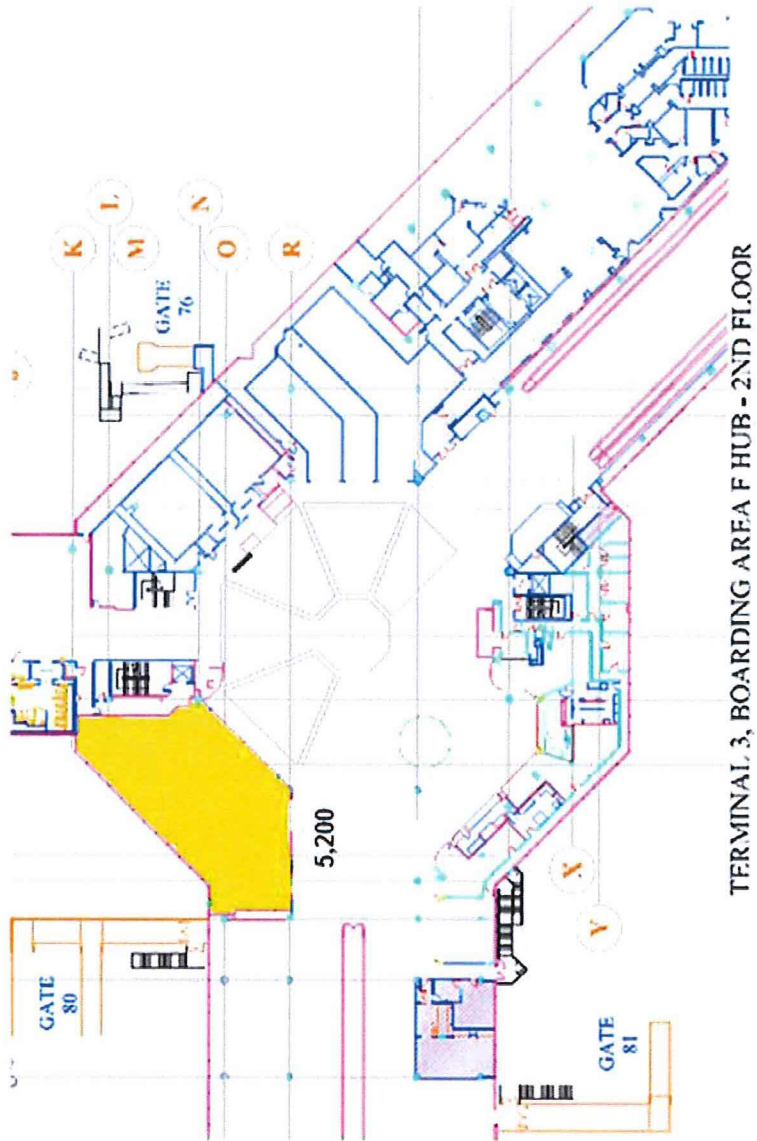 K
L
M
N
O
R
GATE
76
5,200
GATE
80
X
Y
GATE
81
TERMINAL 3, BOARDING AREA F HUB - 2ND FLOOR